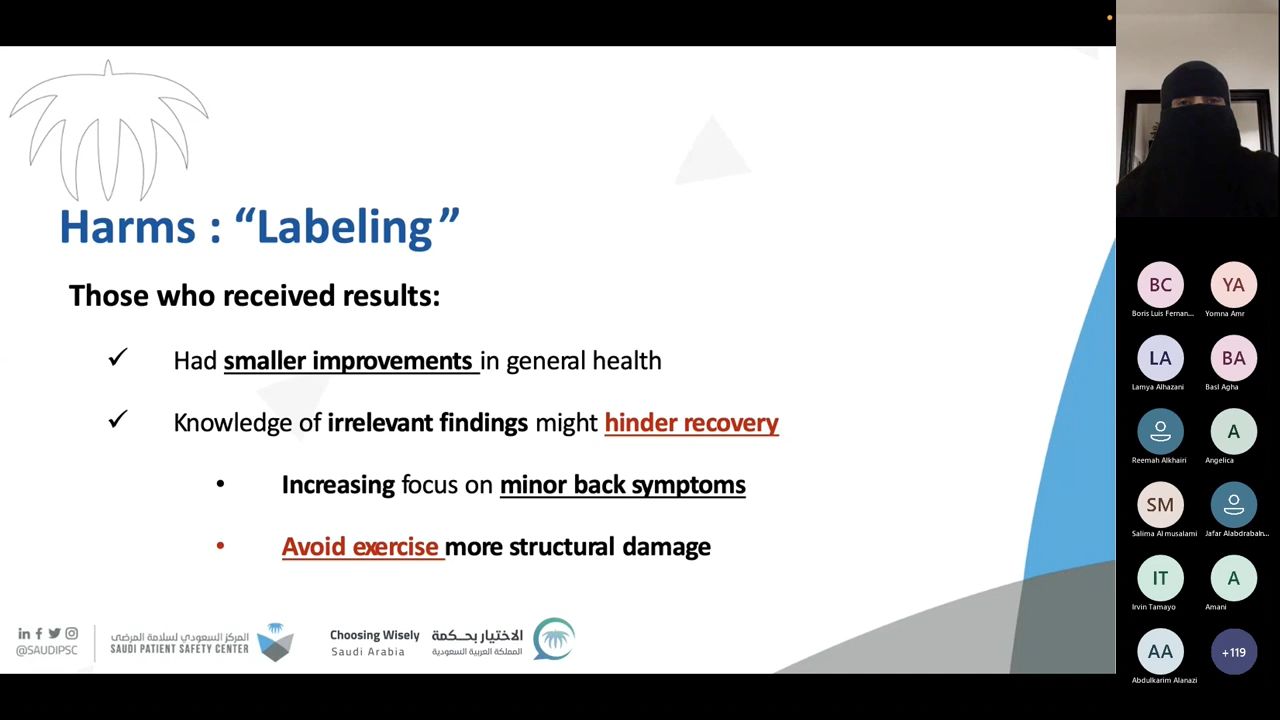 Harms : “Labeling”
Those who received results:
✓ Had smaller improvements in general health
✓ Knowledge of irrelevant findings might hinder recovery
• Increasing focus on minor back symptoms
• Avoid exercise more structural damage
@SAUDIPSC
المركز السعودي لسلامة المرضى
SAUDI PATIENT SAFETY CENTER
Choosing Wisely
Saudi Arabia
الاختيار بحكمة
المملكة العربية السعودية
BC
Boris Luis Fernan...
YA
Yomna Amr
LA
Lamya Alhazani
BA
Basl Agha
Reemah Alkhairi
A
Angelica
SM
Salima Al musalami
Jafar Alabdrabaln...
IT
Irvin Tamayo
A
Amani
AA
Abdulkarim Alanazi
+119